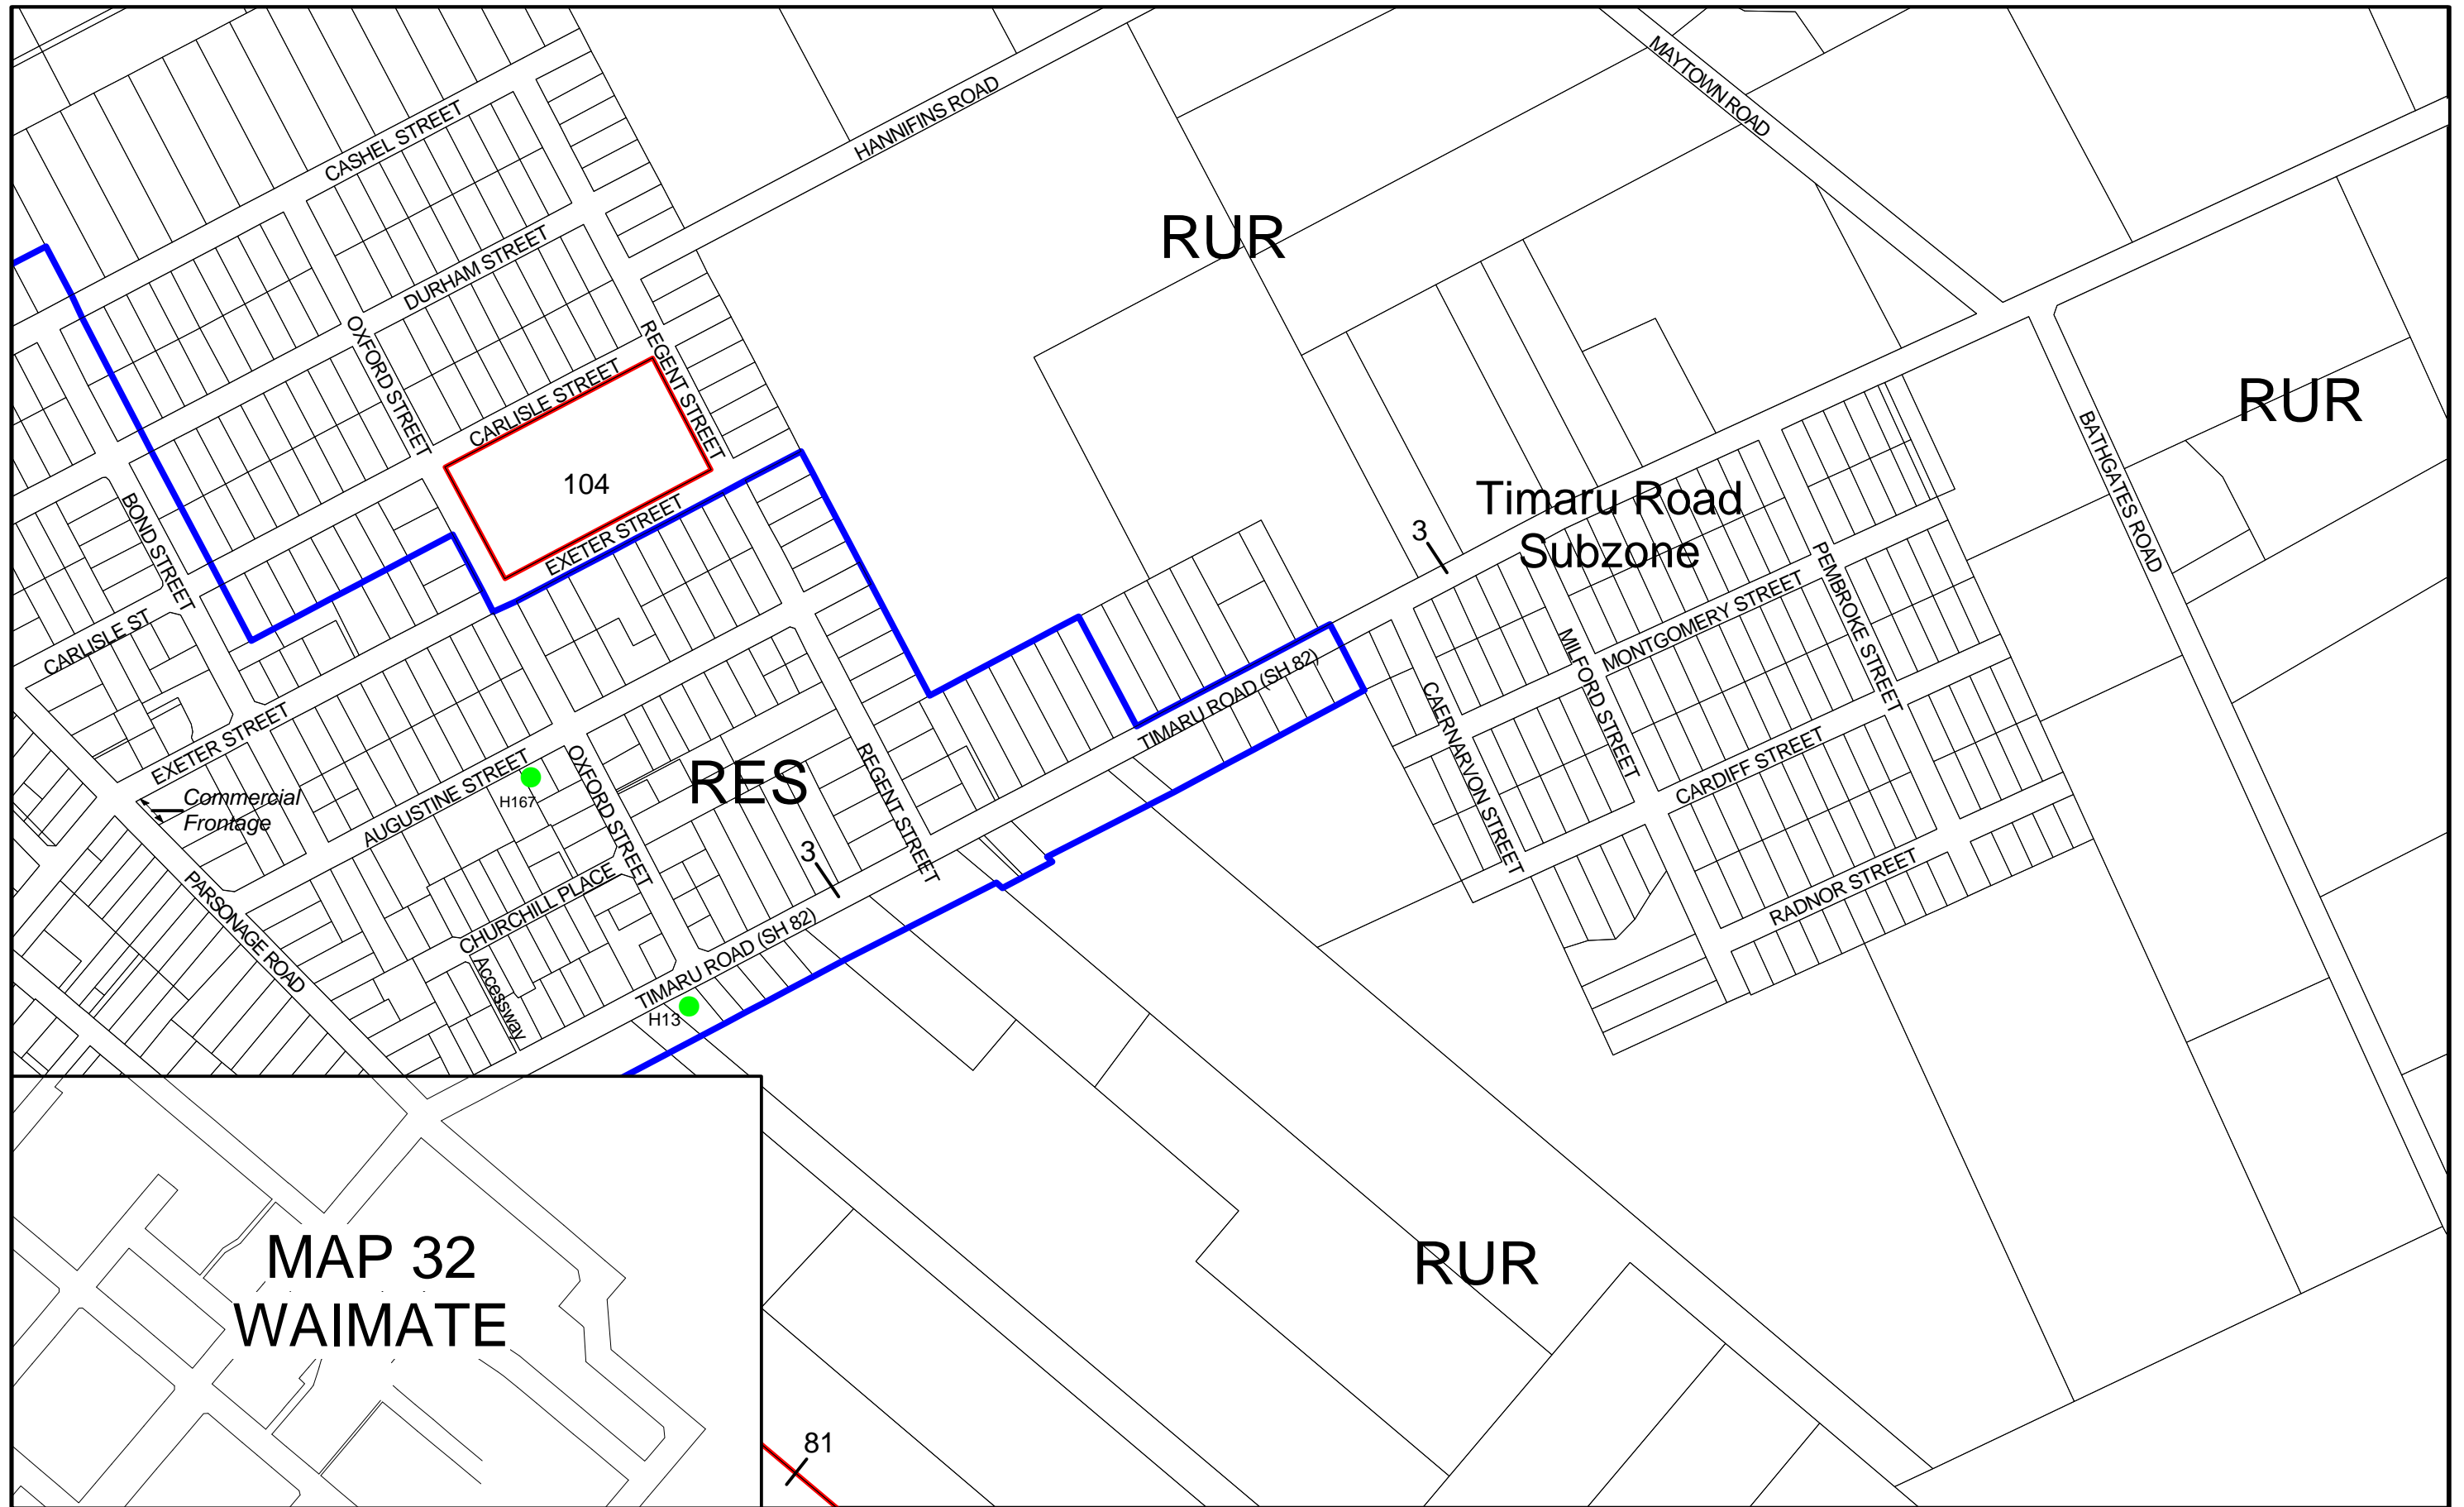 CASHEL STREET
HANNIFINS ROAD
MAYTOWN ROAD
RUR
DURHAM STREET
OXFORD STREET
REGENT STREET
CARLISLE STREET
RUR
BATHGATES ROAD
104
Timaru Road
Subzone
3
EXETER STREET
BOND STREET
CARLISLE ST
PEMBROKE STREET
MONTGOMERY STREET
MILFORD STREET
TIMARU ROAD (SH 82)
CAERNARVON STREET
EXETER STREET
Commercial
Frontage
AUGUSTINE STREET
H167
OXFORD STREET
RES
REGENT STREET
CARDIFF STREET
3
RADNOR STREET
PARSONAGE ROAD
CHURCHILL PLACE
Accessway
TIMARU ROAD (SH 82)
H13
MAP 32
WAIMATE
RUR
81